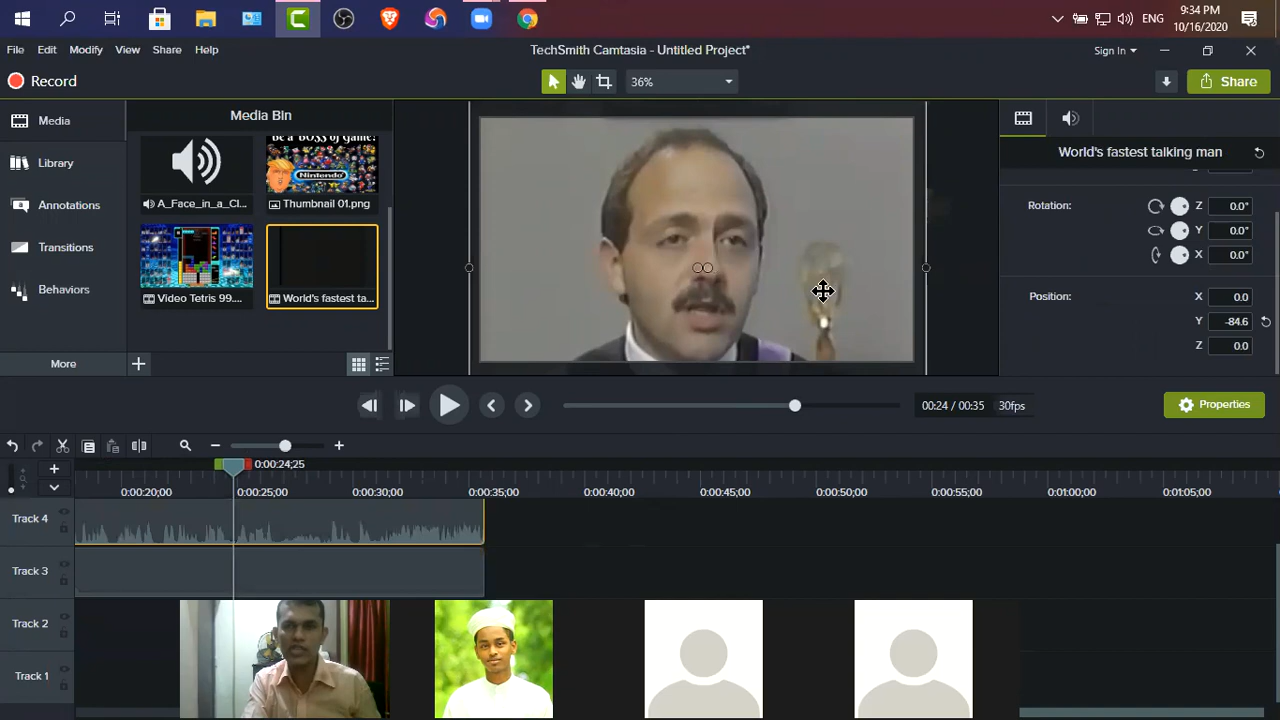 ENG
9:34 PM
10/16/2020
File Edit Modify View Share Help
TechSmith Camtasia - Untitled Project*
Sign In
Record
36%
Share
Media
Library
Annotations
Transitions
Behaviors
More
Media Bin
Be a BOSS of Game!
Nintendo
A_Face_in_a_Cl...
Thumbnail 01.png
Video Tetris 99....
World's fastest ta...
World's fastest talking man
Rotation:
Z 0.0°
Y 0.0°
X 0.0°
Position:
X 0.0
Y -84.6
Z 0.0
00:24 / 00:35 30fps
Properties
0:00:24;25
0:00:20;00 0:00:25;00 0:00:30;00 0:00:35;00 0:00:40;00 0:00:45;00 0:00:50;00 0:00:55;00 0:01:00;00 0:01:05;00
Track 4
Track 3
Track 2
Track 1